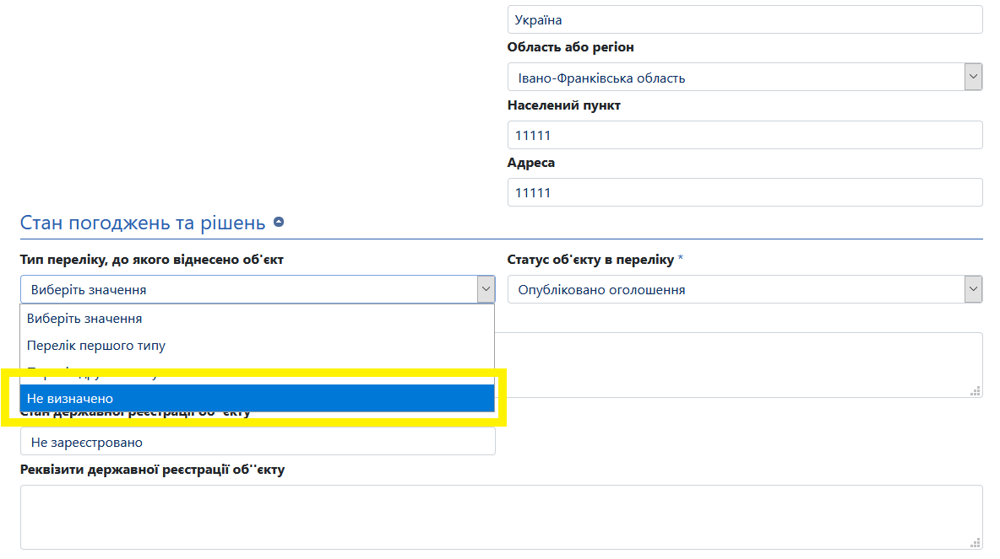 Україна
Область або регіон
Івано-Франківська область
Населений пункт
11111
Адреса
11111
Стан погоджень та рішень
Тип переліку, до якого віднесено об'єкт
Статус об'єкту в переліку *
Виберіть значення
Опубліковано оголошення
Виберіть значення
Перелік першого типу
Не визначено
Стан державної реєстрації об''єкту
Не зареєстровано
Реквізити державної реєстрації об''єкту